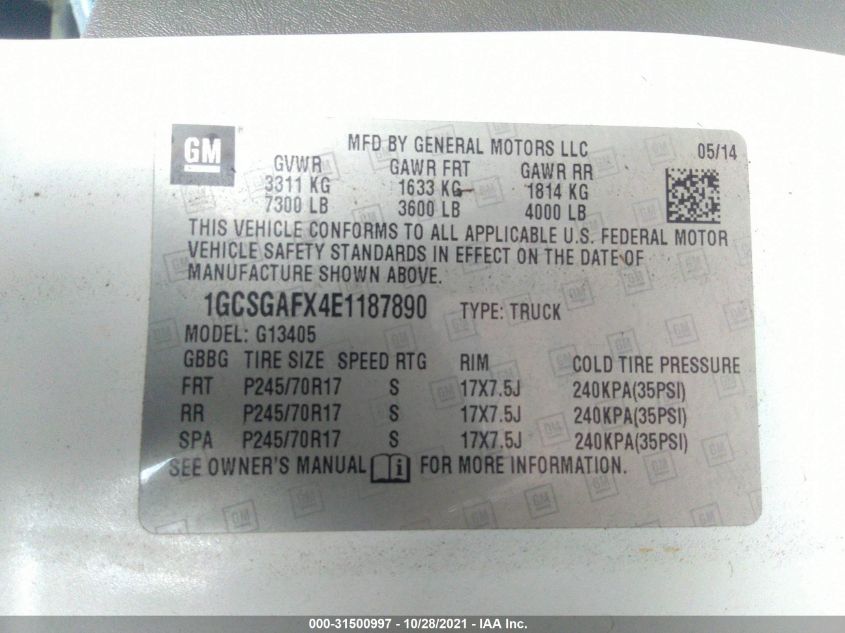 GM
MFD BY GENERAL MOTORS LLC 05/14
GVWR GAWR FRT GAWR RR
3311 KG 1633 KG 1814 KG
7300 LB 3600 LB 4000 LB
THIS VEHICLE CONFORMS TO ALL APPLICABLE U.S. FEDERAL MOTOR
VEHICLE SAFETY STANDARDS IN EFFECT ON THE DATE OF
MANUFACTURE SHOWN ABOVE.
1GCSGAFX4E1187890 TYPE: TRUCK
MODEL: G13405
GBBG TIRE SIZE SPEED RTG RIM COLD TIRE PRESSURE
FRT P245/70R17 S 17X7.5J 240KPA(35PSI)
RR P245/70R17 S 17X7.5J 240KPA(35PSI)
SPA P245/70R17 S 17X7.5J 240KPA(35PSI)
SEE OWNER'S MANUAL i FOR MORE INFORMATION.
000-31500997 - 10/28/2021 - IAA Inc.